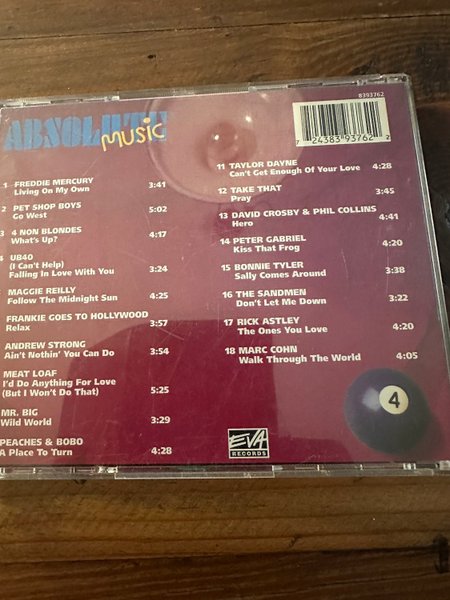 8393762
ABSOLUTE
MUSIC
7 24383 93762 2
1 FREDDIE MERCURY
Living On My Own 3:41
2 PET SHOP BOYS
Go West 5:02
3 4 NON BLONDES
What's Up? 4:17
4 UB40
(I Can't Help)
Falling In Love With You 3:24
MAGGIE REILLY
Follow The Midnight Sun 4:25
FRANKIE GOES TO HOLLYWOOD
Relax 3:57
ANDREW STRONG
Ain't Nothin' You Can Do 3:54
MEAT LOAF
I'd Do Anything For Love
(But I Won't Do That) 5:25
MR. BIG
Wild World 3:29
PEACHES & BOBO
A Place To Turn 4:28
11 TAYLOR DAYNE
Can't Get Enough Of Your Love 4:28
12 TAKE THAT
Pray 3:45
13 DAVID CROSBY & PHIL COLLINS
Hero 4:41
14 PETER GABRIEL
Kiss That Frog 4:20
15 BONNIE TYLER
Sally Comes Around 3:38
16 THE SANDMEN
Don't Let Me Down 3:22
17 RICK ASTLEY
The Ones You Love 4:20
18 MARC COHN
Walk Through The World 4:05
4
EVA
RECORDS